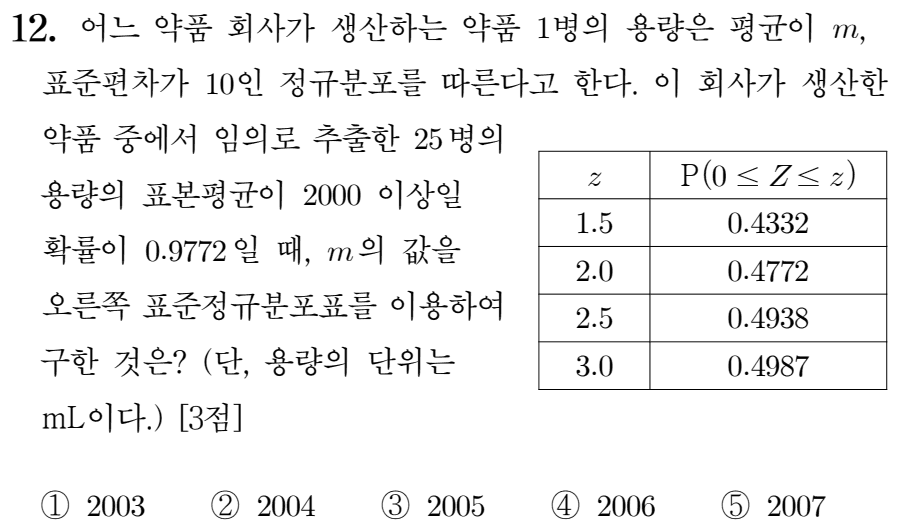 12. 어느 약품 회사가 생산하는 약품 1병의 용량은 평균이 m,
표준편차가 10인 정규분포를 따른다고 한다. 이 회사가 생산한
약품 중에서 임의로 추출한 25병의
용량의 표본평균이 2000 이상일
확률이 0.9772일 때, m의 값을
오른쪽 표준정규분포표를 이용하여
구한 것은? (단, 용량의 단위는
mL이다.) [3점]
z P(0 ≤ Z ≤ z)
1.5 0.4332
2.0 0.4772
2.5 0.4938
3.0 0.4987
① 2003 ② 2004 ③ 2005 ④ 2006 ⑤ 2007